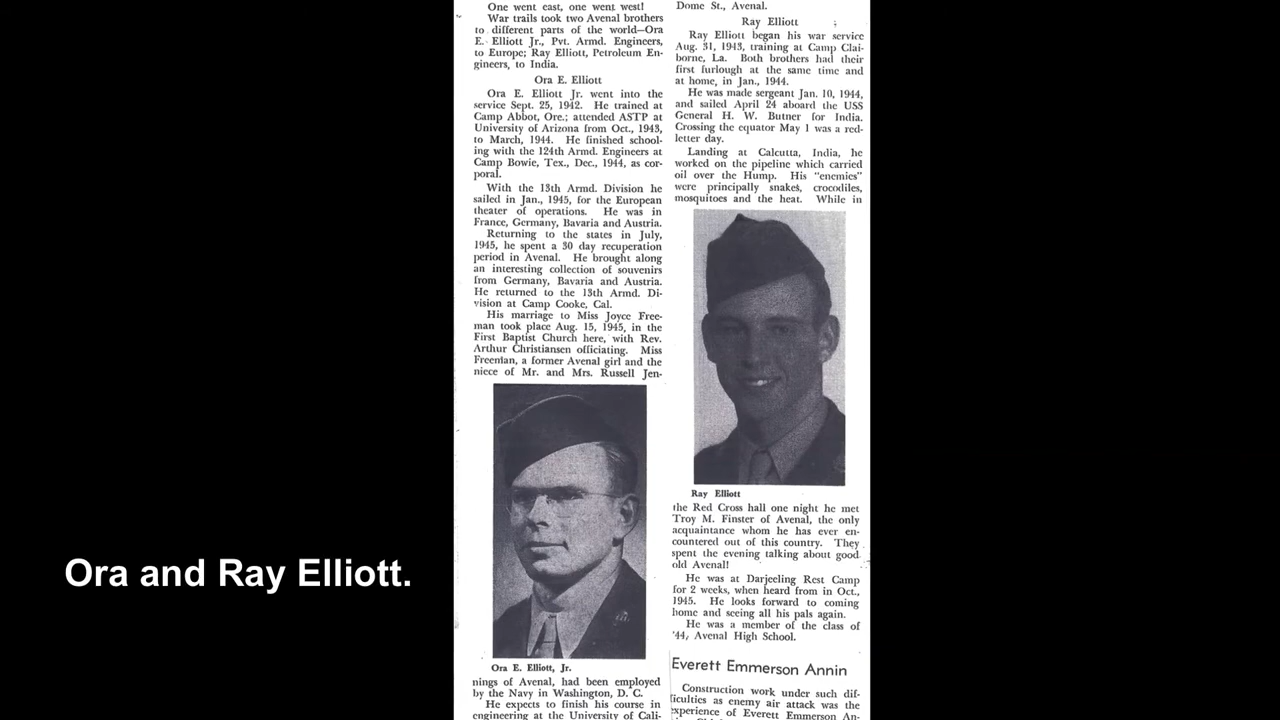 One went east, one went west!
War trails took two Avenal brothers
to different parts of the world—Ora
E. Elliott Jr., Pvt. Armd. Engineers,
to Europe; Ray Elliott, Petroleum En-
gineers, to India.
Ora E. Elliott
Ora E. Elliott Jr. went into the
service Sept. 25, 1942. He trained at
Camp Abbot, Ore.; attended ASTP at
University of Arizona from Oct., 1943,
to March, 1944. He finished school-
ing with the 124th Armd. Engineers at
Camp Bowie, Tex., Dec., 1944, as cor-
poral.
With the 13th Armd. Division he
sailed in Jan., 1945, for the European
theater of operations. He was in
France, Germany, Bavaria and Austria.
Returning to the states in July,
1945, he spent a 30 day recuperation
period in Avenal. He brought along
an interesting collection of souvenirs
from Germany, Bavaria and Austria.
He returned to the 13th Armd. Di-
vision at Camp Cooke, Cal.
His marriage to Miss Joyce Free-
man took place Aug. 15, 1945, in the
First Baptist Church here, with Rev.
Arthur Christiansen officiating. Miss
Freeman, a former Avenal girl and the
niece of Mr. and Mrs. Russell Jen-
Ora E. Elliott, Jr.
nings of Avenal, had been employed
by the Navy in Washington, D. C.
He expects to finish his course in
engineering at the University of Cali-
Dome St., Avenal.
Ray Elliott
Ray Elliott began his war service
Aug. 31, 1943, training at Camp Clai-
borne, La. Both brothers had their
first furlough at the same time and
at home, in Jan., 1944.
He was made sergeant Jan. 10, 1944,
and sailed April 24 aboard the USS
General H. W. Butner for India.
Crossing the equator May 1 was a red-
letter day.
Landing at Calcutta, India, he
worked on the pipeline which carried
oil over the Hump. His "enemies"
were principally snakes, crocodiles,
mosquitoes and the heat. While in
Ray Elliott
the Red Cross hall one night he met
Troy M. Finster of Avenal, the only
acquaintance whom he has ever en-
countered out of this country. They
spent the evening talking about good
old Avenal!
He was at Darjeeling Rest Camp
for 2 weeks, when heard from in Oct.,
1945. He looks forward to coming
home and seeing all his pals again.
He was a member of the class of
'44, Avenal High School.
Everett Emmerson Annin
Construction work under such dif-
ficulties as enemy air attack was the
experience of Everett Emmerson An-
Ora and Ray Elliott.